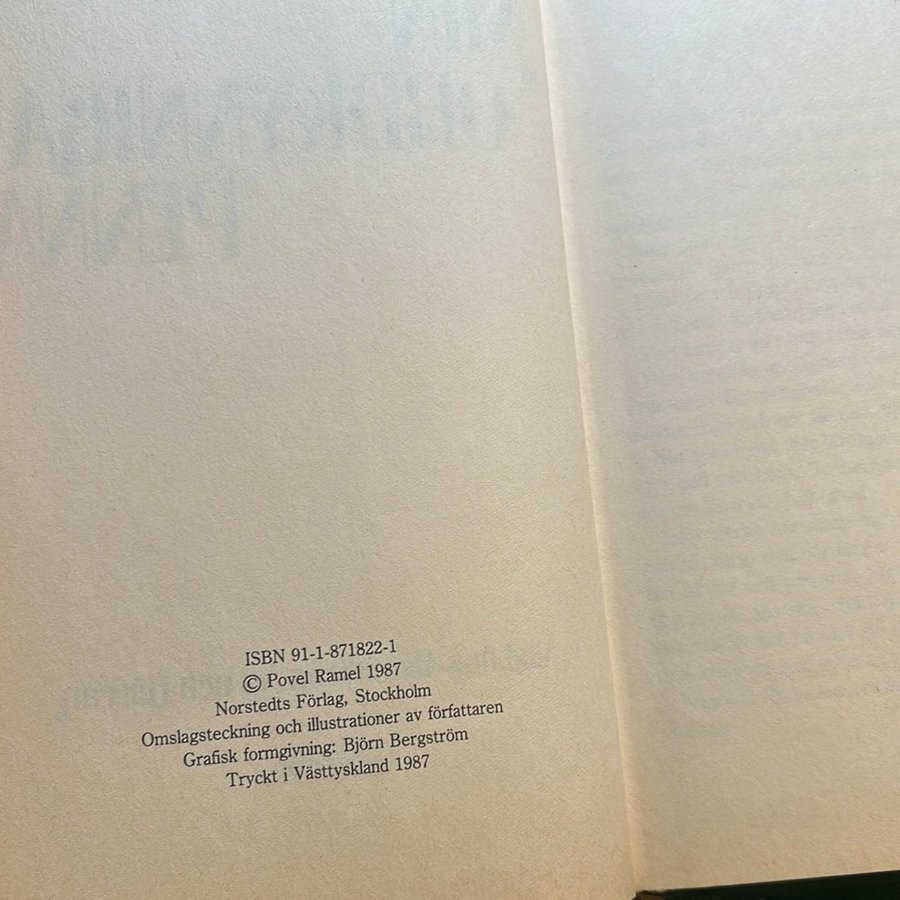 ISBN 91-1-871822-1
© Povel Ramel 1987
Norstedts Förlag, Stockholm
Omslagsteckning och illustrationer av författaren
Grafisk formgivning: Björn Bergström
Tryckt i Västtyskland 1987